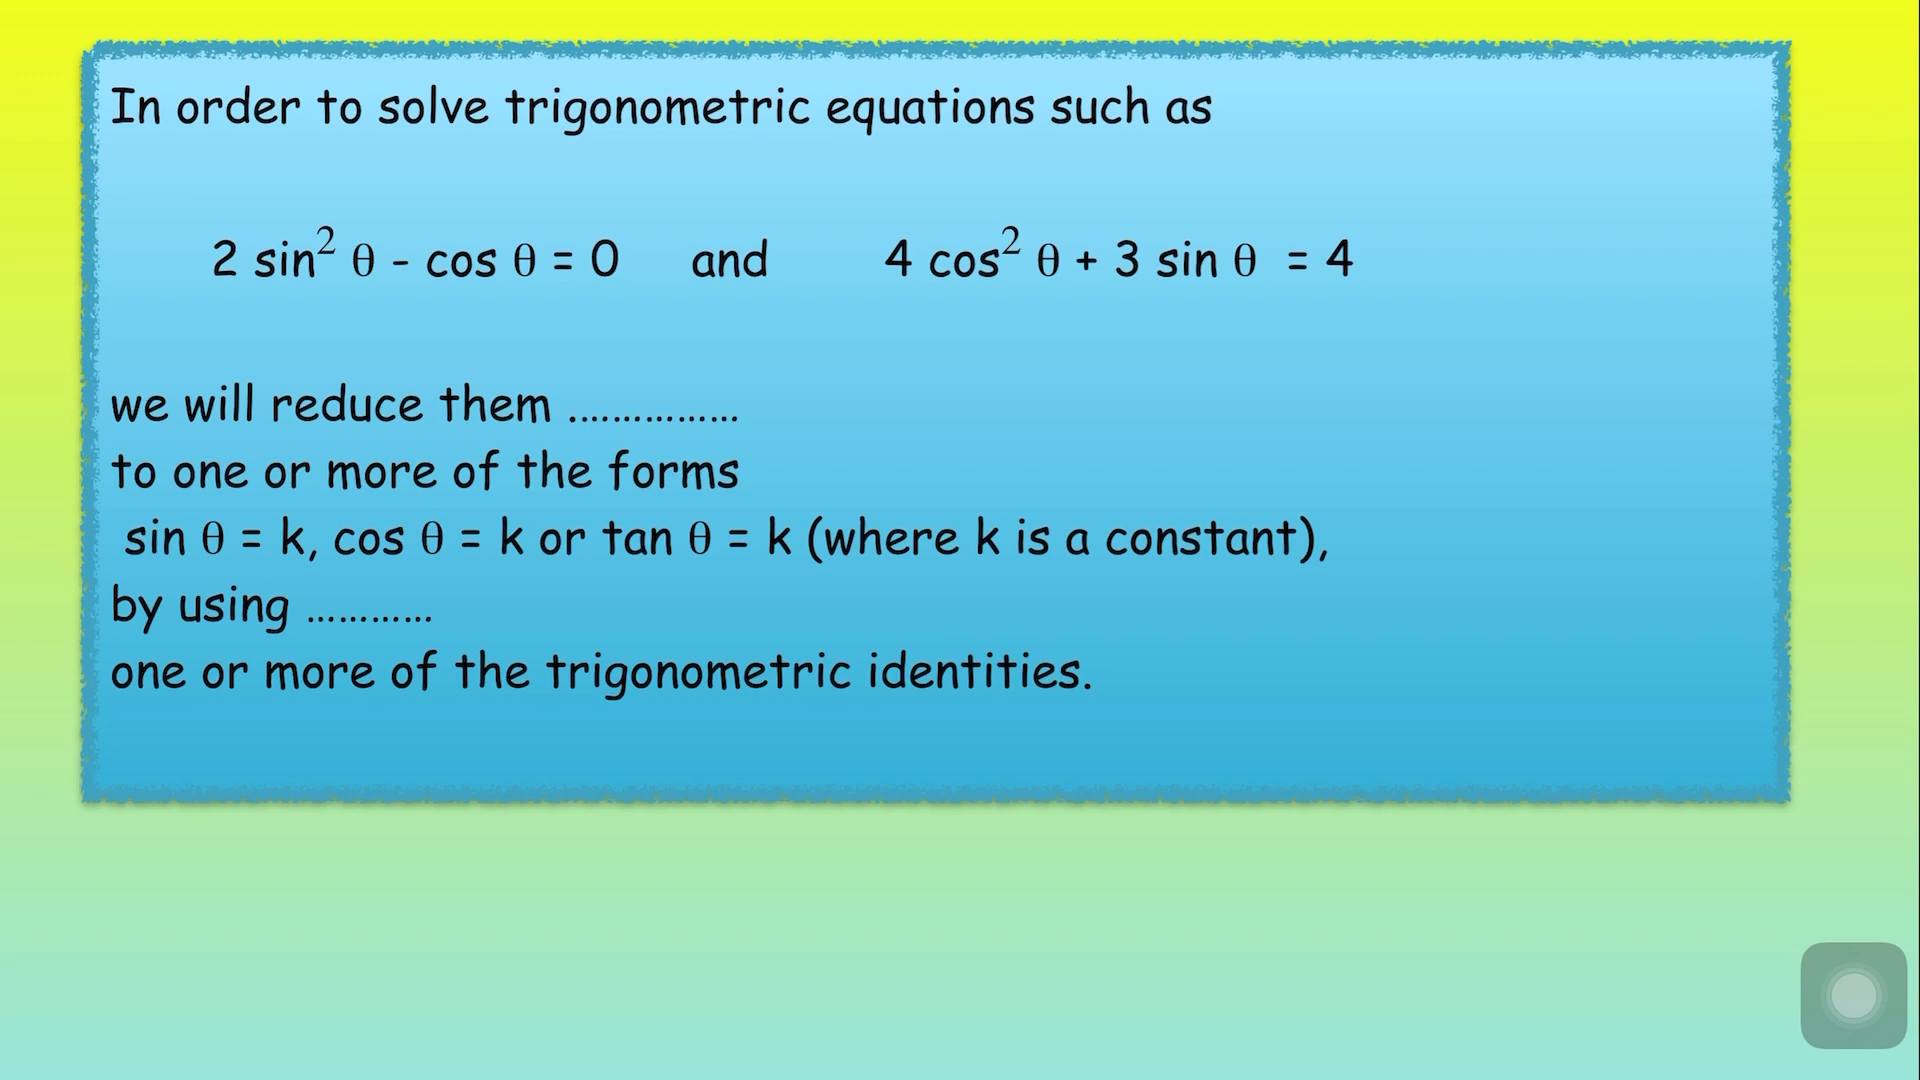 In order to solve trigonometric equations such as
2 sin² θ - cos θ = 0 and 4 cos² θ + 3 sin θ = 4
we will reduce them ................
to one or more of the forms
sin θ = k, cos θ = k or tan θ = k (where k is a constant),
by using ............
one or more of the trigonometric identities.